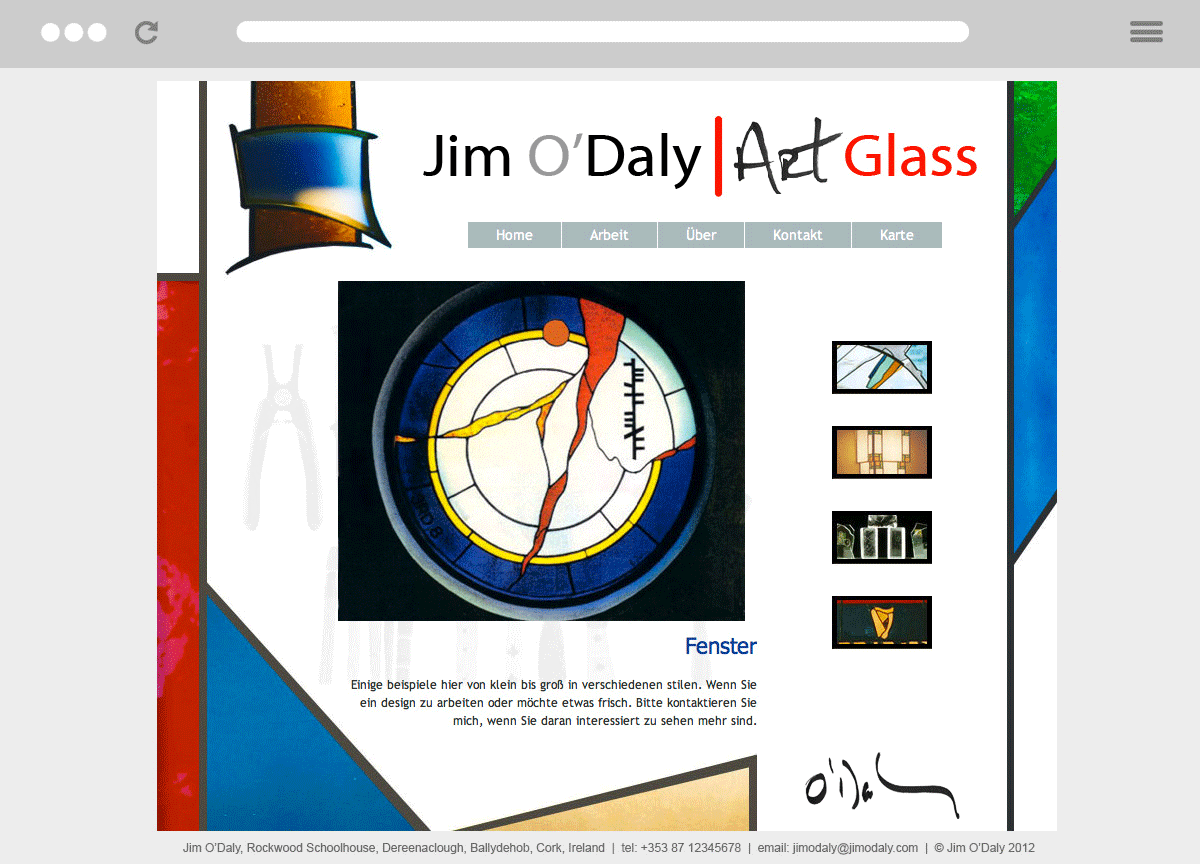 Jim O’Daly | Art Glass
Home Arbeit Über Kontakt Karte
Fenster
Einige beispiele hier von klein bis groß in verschiedenen stilen. Wenn Sie
ein design zu arbeiten oder möchte etwas frisch. Bitte kontaktieren Sie
mich, wenn Sie daran interessiert zu sehen mehr sind.
O'Daly
Jim O’Daly, Rockwood Schoolhouse, Dereenaclough, Ballydehob, Cork, Ireland | tel: +353 87 12345678 | email: jimodaly@jimodaly.com | © Jim O’Daly 2012